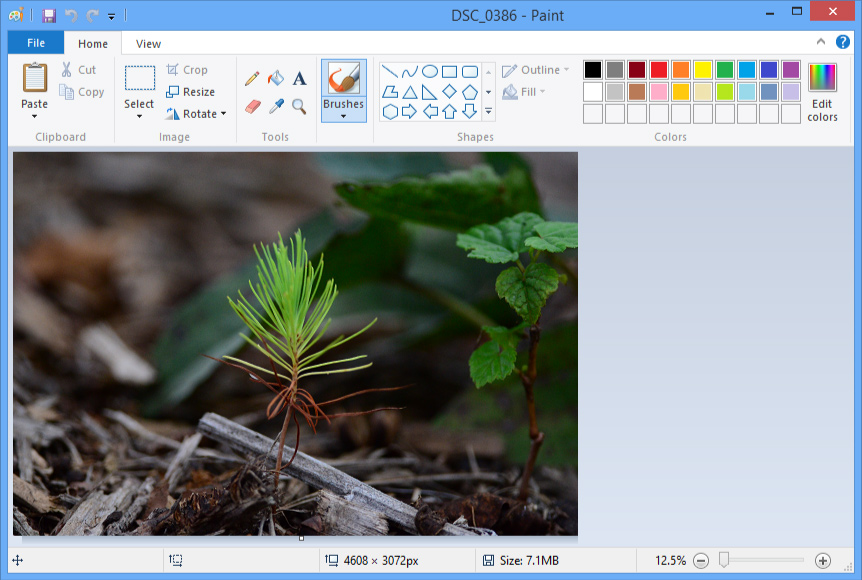 DSC_0386 - Paint
File Home View
Paste
Cut
Copy
Clipboard
Select
Crop
Resize
Rotate
Image
A
Tools
Brushes
Outline
Fill
Shapes
Edit
colors
Colors
4608 × 3072px
Size: 7.1MB
12.5%